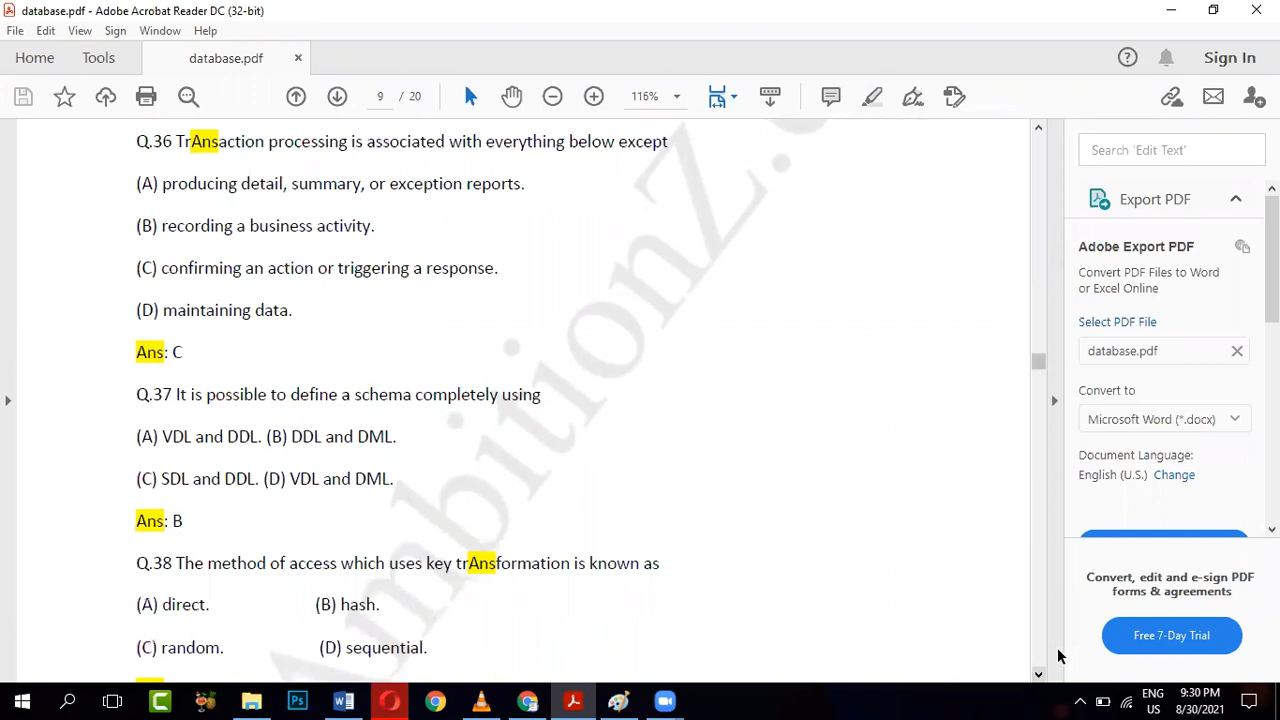 database.pdf - Adobe Acrobat Reader DC (32-bit)
File Edit View Sign Window Help
Home Tools database.pdf × Sign In
9 / 20 116%
Q.36 TrAnsaction processing is associated with everything below except
(A) producing detail, summary, or exception reports.
(B) recording a business activity.
(C) confirming an action or triggering a response.
(D) maintaining data.
Ans: C
Q.37 It is possible to define a schema completely using
(A) VDL and DDL. (B) DDL and DML.
(C) SDL and DDL. (D) VDL and DML.
Ans: B
Q.38 The method of access which uses key trAnsformation is known as
(A) direct. (B) hash.
(C) random. (D) sequential.
AmbitionZ.c
Search 'Edit Text'
Export PDF
Adobe Export PDF
Convert PDF Files to Word
or Excel Online
Select PDF File
database.pdf
Convert to
Microsoft Word (*.docx)
Document Language:
English (U.S.) Change
Convert, edit and e-sign PDF
forms & agreements
Free 7-Day Trial
Ps
ENG
US
9:30 PM
8/30/2021